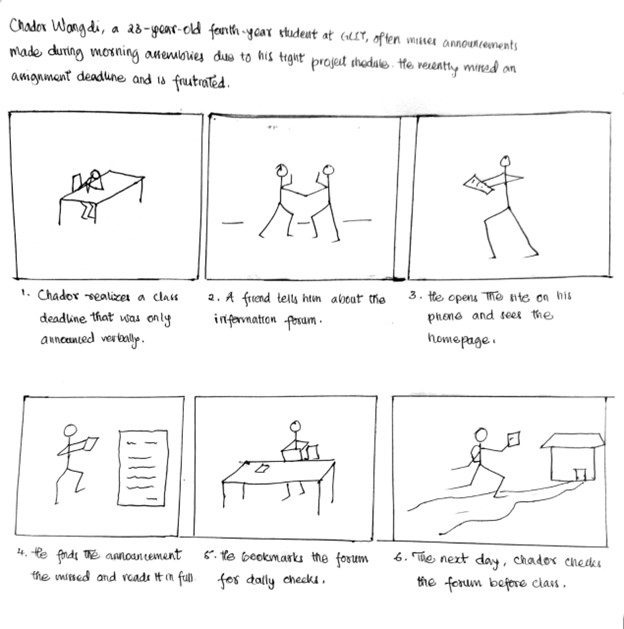 Chador Wangdi, a 23-year-old fourth-year student at GCIT, often misses announcements
made during morning assemblies due to his tight project shedule. He recently missed an
assignment deadline and is frustrated.
1. Chador realizes a class
deadline that was only
announced verbally.
2. A friend tells him about the
information forum.
3. He opens the site on his
phone and sees the
homepage.
4. He finds the announcement
the missed and reads it in full.
5. He bookmarks the forum
for daily checks.
6. The next day, chador checks
the forum before class.